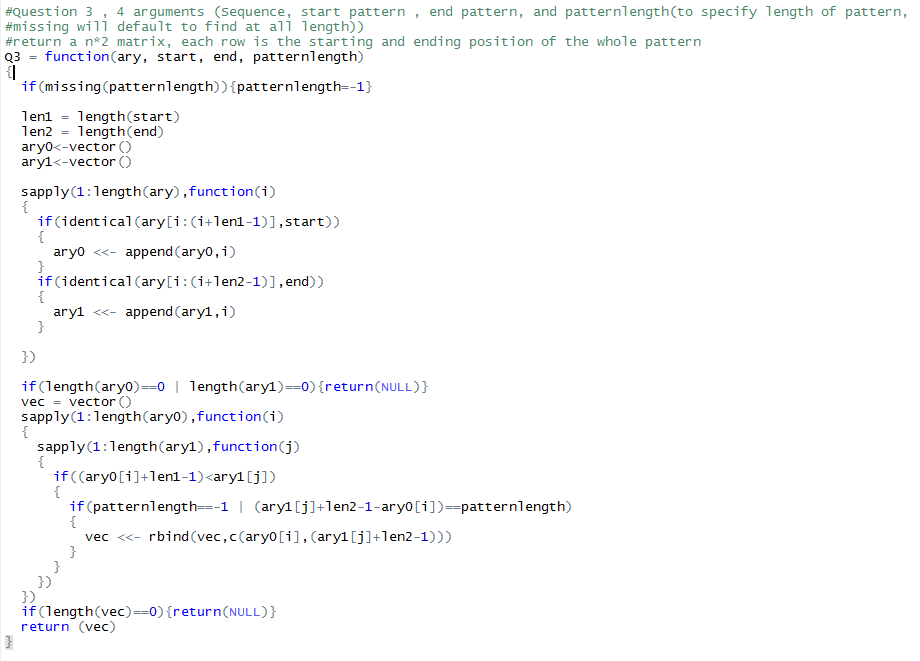 #Question 3 , 4 arguments (Sequence, start pattern , end pattern, and patternlength(to specify length of pattern,
#missing will default to find at all length))
#return a n*2 matrix, each row is the starting and ending position of the whole pattern
Q3 = function(ary, start, end, patternlength)
{
  if(missing(patternlength)){patternlength=-1}

  len1 = length(start)
  len2 = length(end)
  ary0<-vector()
  ary1<-vector()

  sapply(1:length(ary),function(i)
  {
    if(identical(ary[i:(i+len1-1)],start))
    {
      ary0 <<- append(ary0,i)
    }
    if(identical(ary[i:(i+len2-1)],end))
    {
      ary1 <<- append(ary1,i)
    }

  })

  if(length(ary0)==0 | length(ary1)==0){return(NULL)}
  vec = vector()
  sapply(1:length(ary0),function(i)
  {
    sapply(1:length(ary1),function(j)
    {
      if((ary0[i]+len1-1)<ary1[j])
      {
        if(patternlength==-1 | (ary1[j]+len2-1-ary0[i])==patternlength)
        {
          vec <<- rbind(vec,c(ary0[i],(ary1[j]+len2-1)))
        }
      }
    })
  })
  if(length(vec)==0){return(NULL)}
  return (vec)
}